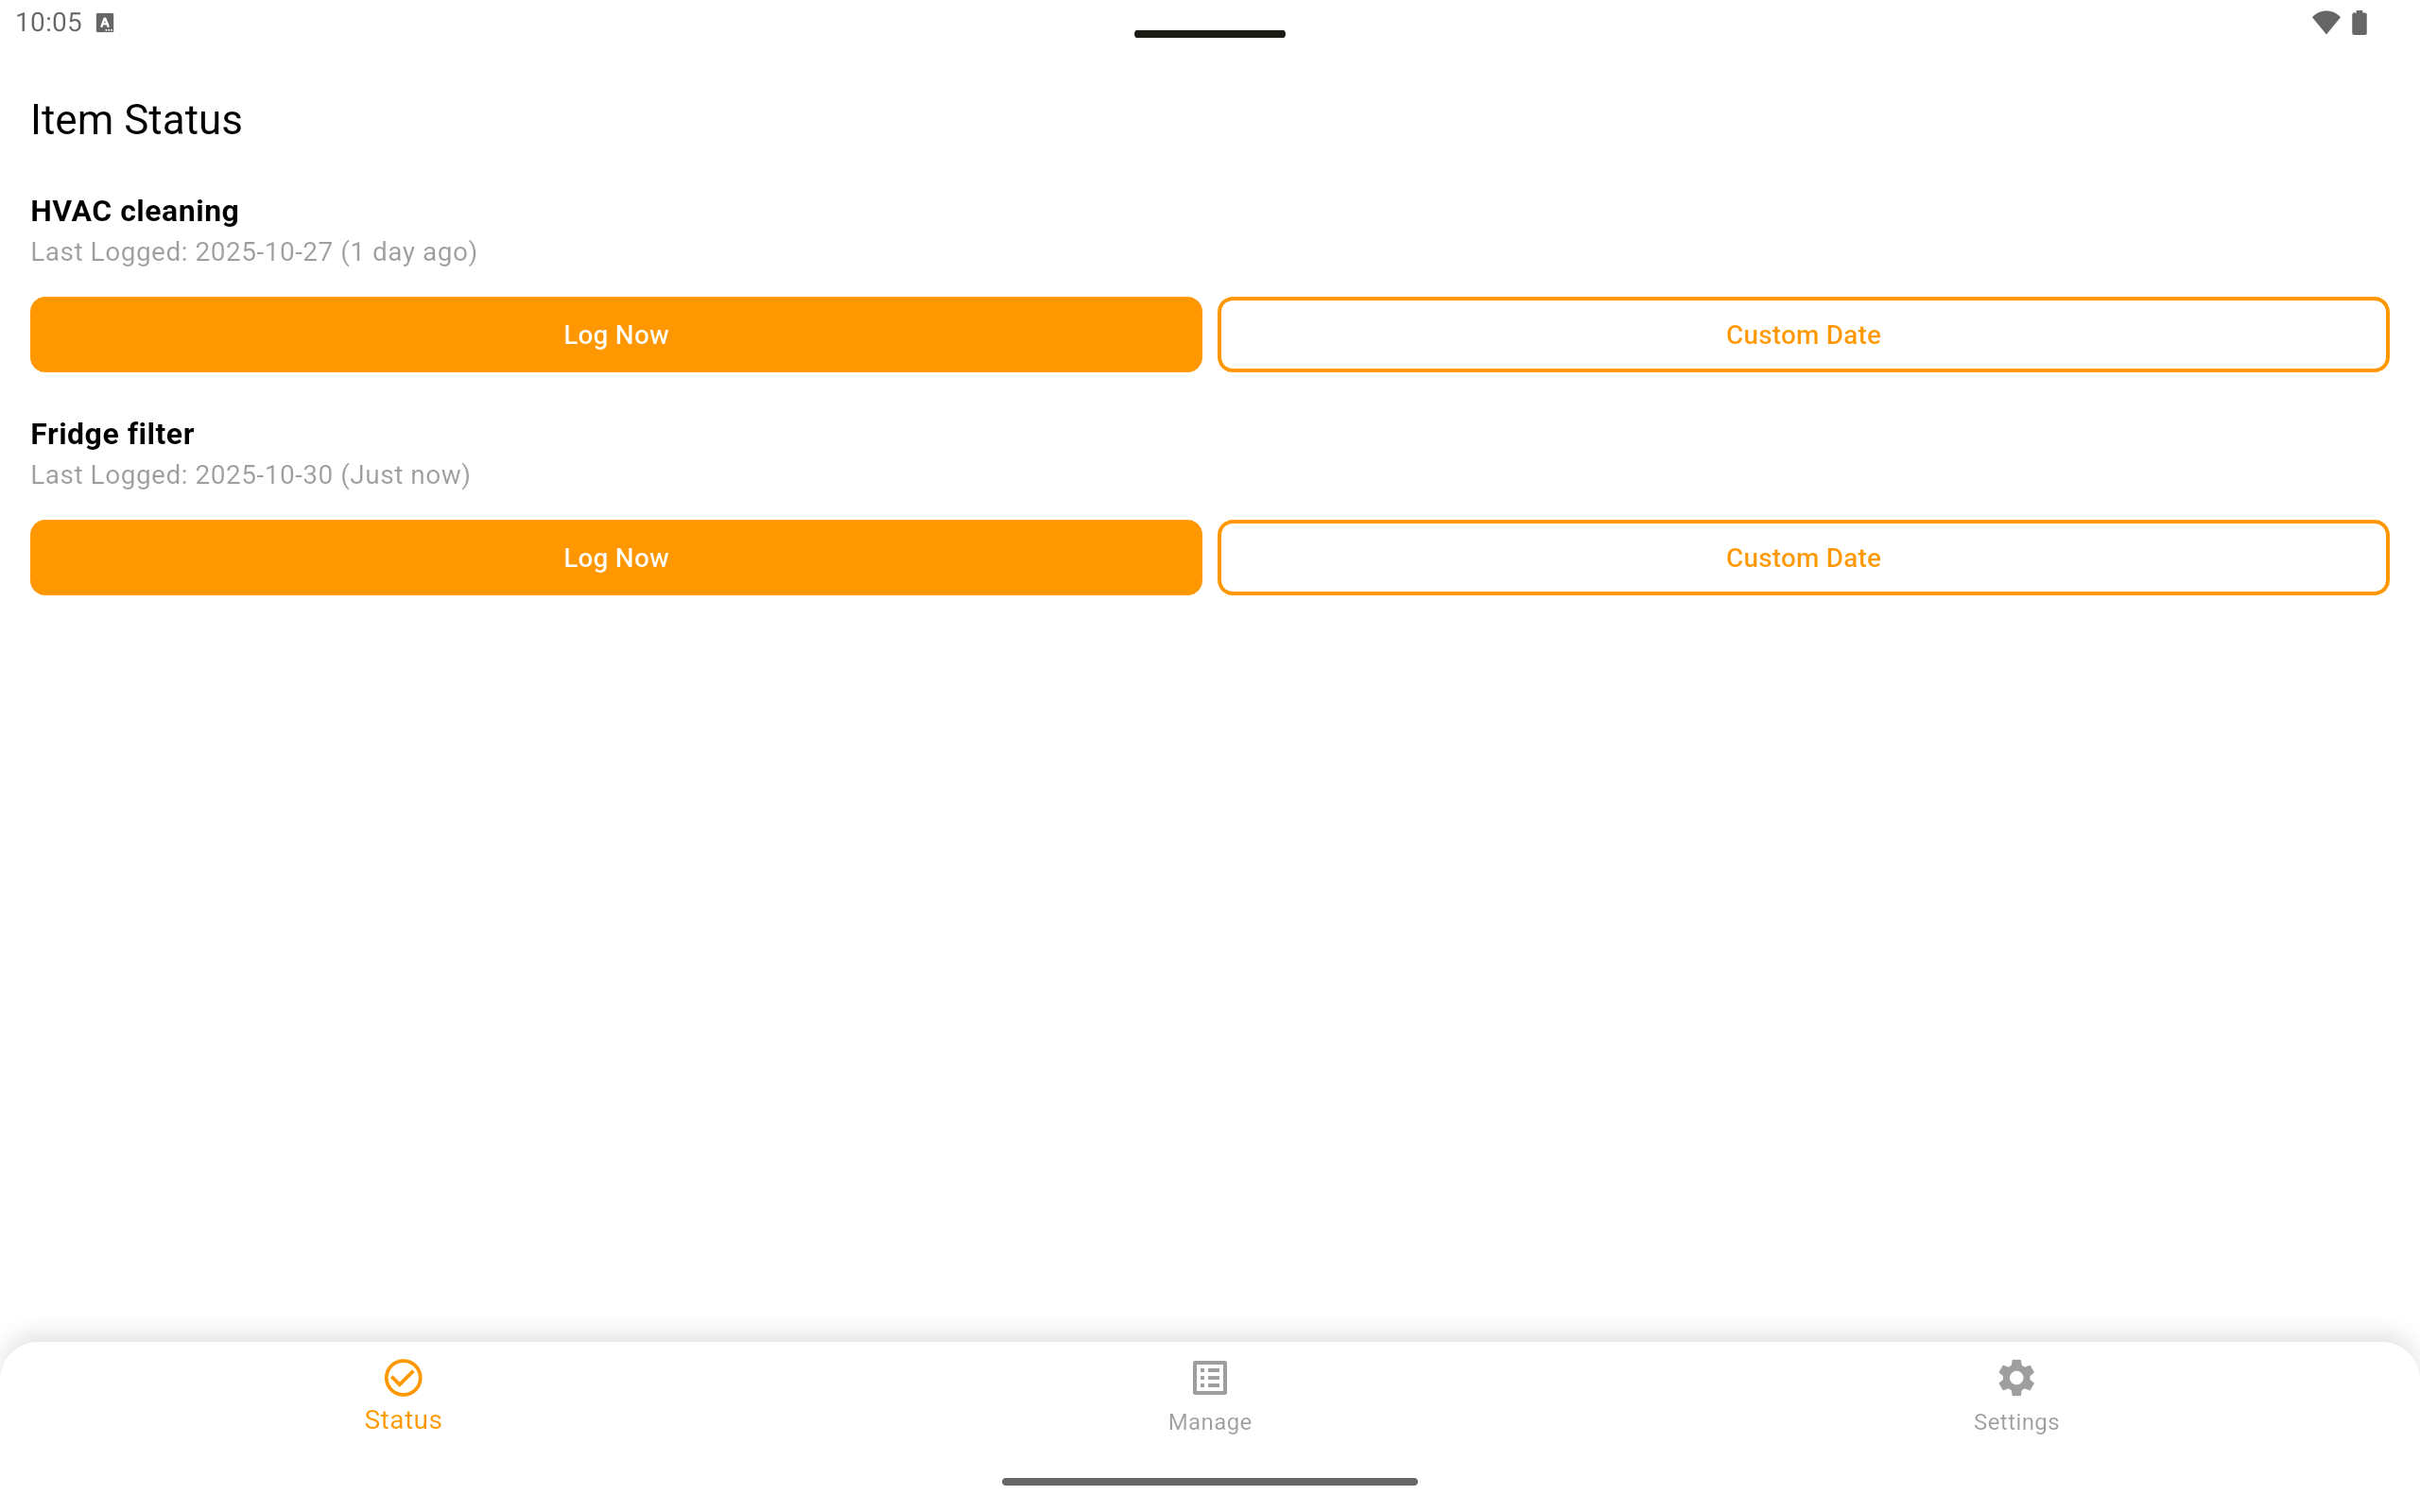 10:05
Item Status
HVAC cleaning
Last Logged: 2025-10-27 (1 day ago)
Log Now
Custom Date
Fridge filter
Last Logged: 2025-10-30 (Just now)
Log Now
Custom Date
Status
Manage
Settings